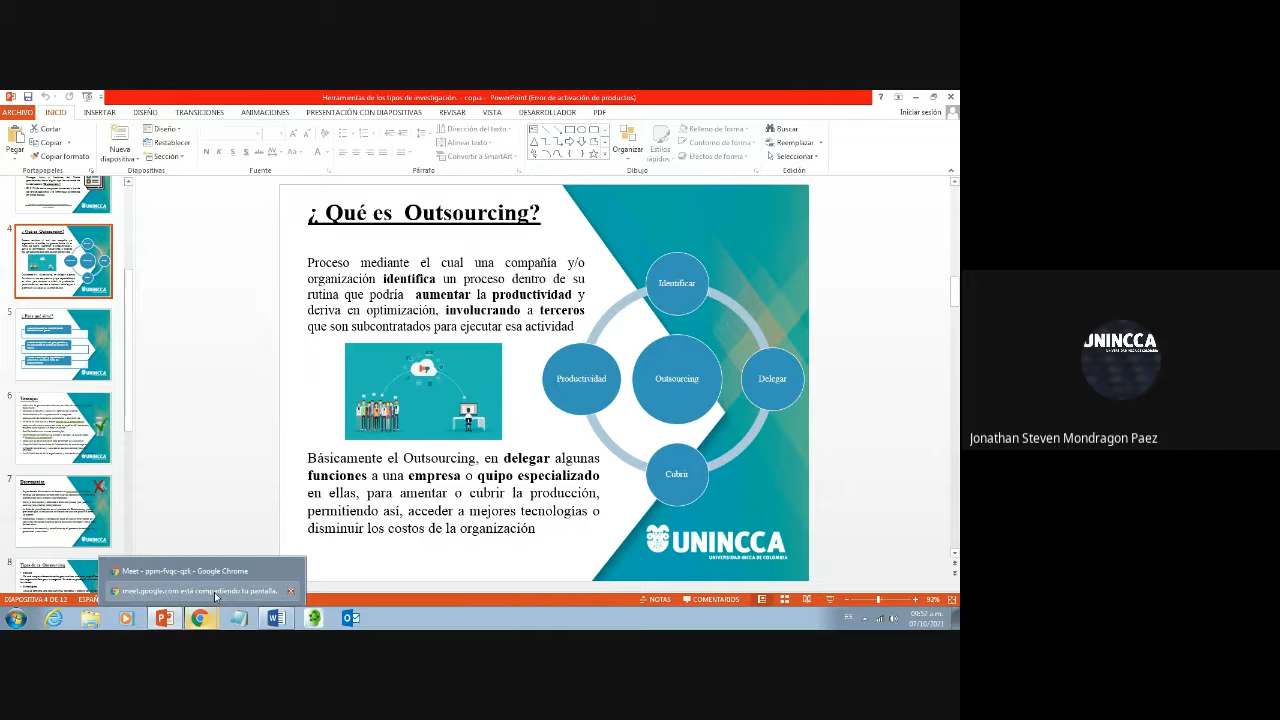 Herramientas de los tipos de investigación. - copia - PowerPoint (Error de activación de productos)
ARCHIVO INICIO INSERTAR DISEÑO TRANSICIONES ANIMACIONES PRESENTACIÓN CON DIAPOSITIVAS REVISAR VISTA DESARROLLADOR PDF Iniciar sesión
Pegar
Cortar
Copiar
Copiar formato
Portapapeles
Nueva
diapositiva
Diseño
Restablecer
Sección
Diapositivas
Fuente
Dirección del texto
Alinear texto
Convertir a SmartArt
Párrafo
Organizar
Estilos
rápidos
Relleno de forma
Contorno de forma
Efectos de forma
Dibujo
Buscar
Reemplazar
Seleccionar
Edición
4
5
6
7
8
¿ Qué es Outsourcing?
Proceso mediante el cual una compañía y/o
organización identifica un proceso dentro de su
rutina que podría aumentar la productividad y
deriva en optimización, involucrando a terceros
que son subcontratados para ejecutar esa actividad
Identificar
Productividad
Outsourcing
Delegar
Cubrir
Básicamente el Outsourcing, en delegar algunas
funciones a una empresa o quipo especializado
en ellas, para amentar o cubrir la producción,
permitiendo así, acceder a mejores tecnologías o
disminuir los costos de la organización
UNINCCA
UNIVERSIDAD INCCA DE COLOMBIA
Meet - ppm-fvqc-qzk - Google Chrome
meet.google.com está compartiendo tu pantalla.
DIAPOSITIVA 4 DE 12 ESPAÑ
NOTAS COMENTARIOS 92%
ES 09:52 a.m.
07/10/2021
UNINCCA
Jonathan Steven Mondragon Paez